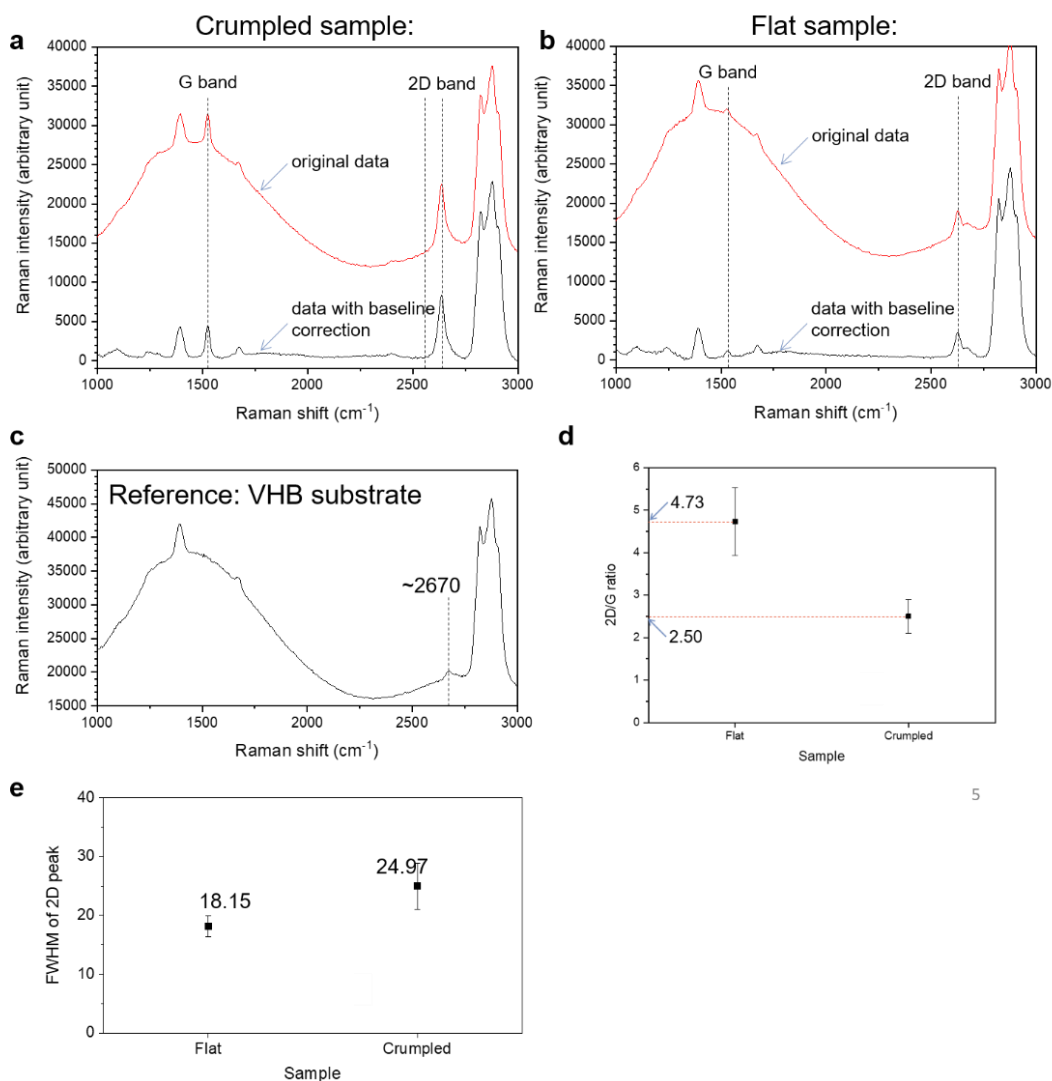 Crumpled sample:
Flat sample:
a
40000
35000
30000
25000
20000
15000
10000
5000
0
Raman intensity (arbitrary unit)
G band
2D band
original data
data with baseline
correction
1000
1500
2000
2500
3000
Raman shift (cm⁻¹)
b
40000
35000
30000
25000
20000
15000
10000
5000
0
Raman intensity (arbitrary unit)
G band
2D band
original data
data with baseline
correction
1000
1500
2000
2500
3000
Raman shift (cm⁻¹)
c
50000
45000
40000
35000
30000
25000
20000
15000
Raman intensity (arbitrary unit)
Reference: VHB substrate
~2670
1000
1500
2000
2500
3000
Raman shift (cm⁻¹)
d
6
5
4
3
2
1
0
2D/G ratio
4.73
2.50
Flat
Crumpled
Sample
5
e
40
30
20
10
0
FWHM of 2D peak
18.15
24.97
Flat
Crumpled
Sample